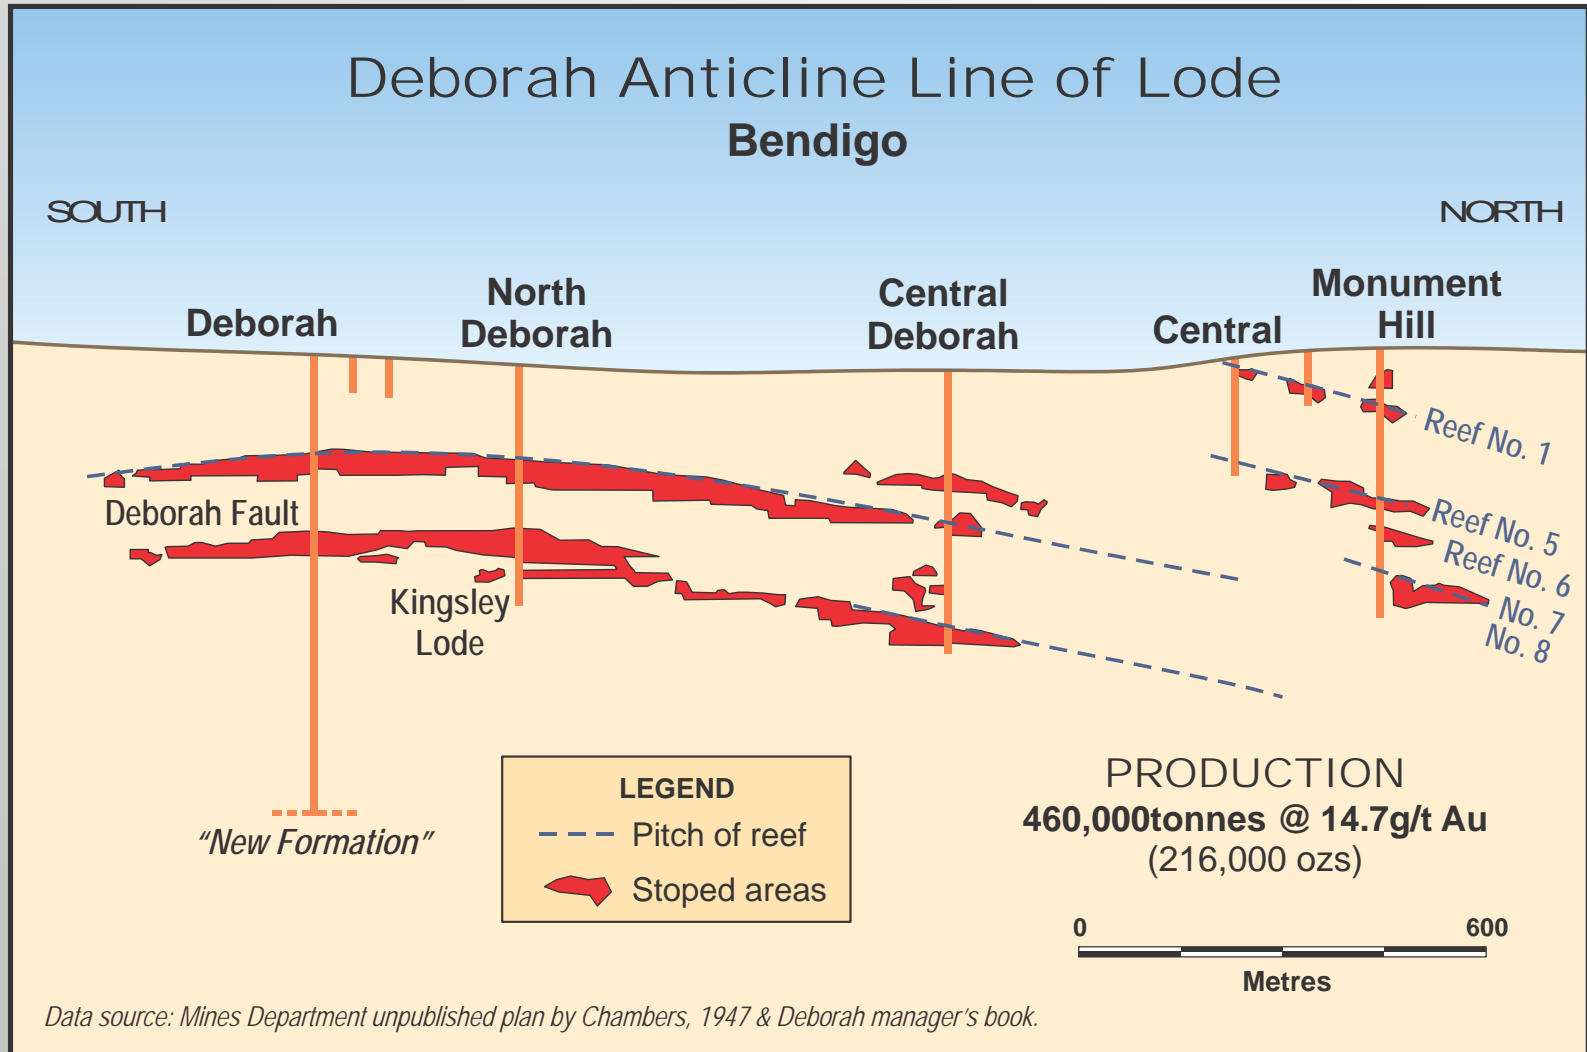 Deborah Anticline Line of Lode
Bendigo
SOUTH
NORTH
Deborah
North
Deborah
Central
Deborah
Central
Monument
Hill
Reef No. 1
Deborah Fault
Reef No. 5
Reef No. 6
No. 7
No. 8
Kingsley
Lode
"New Formation"
LEGEND
Pitch of reef
Stoped areas
PRODUCTION
460,000tonnes @ 14.7g/t Au
(216,000 ozs)
0 600
Metres
Data source: Mines Department unpublished plan by Chambers, 1947 & Deborah manager's book.